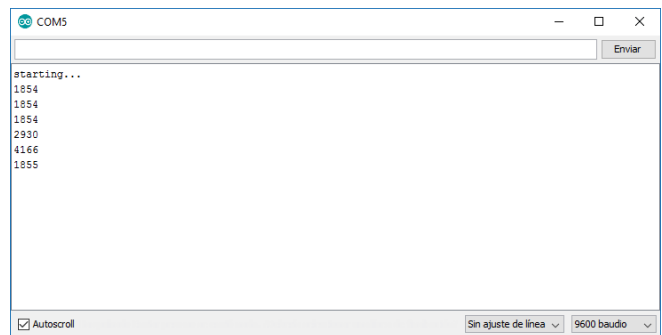 COM5
Enviar
starting...
1854
1854
1854
2930
4166
1855
Autoscroll
Sin ajuste de línea
9600 baudio